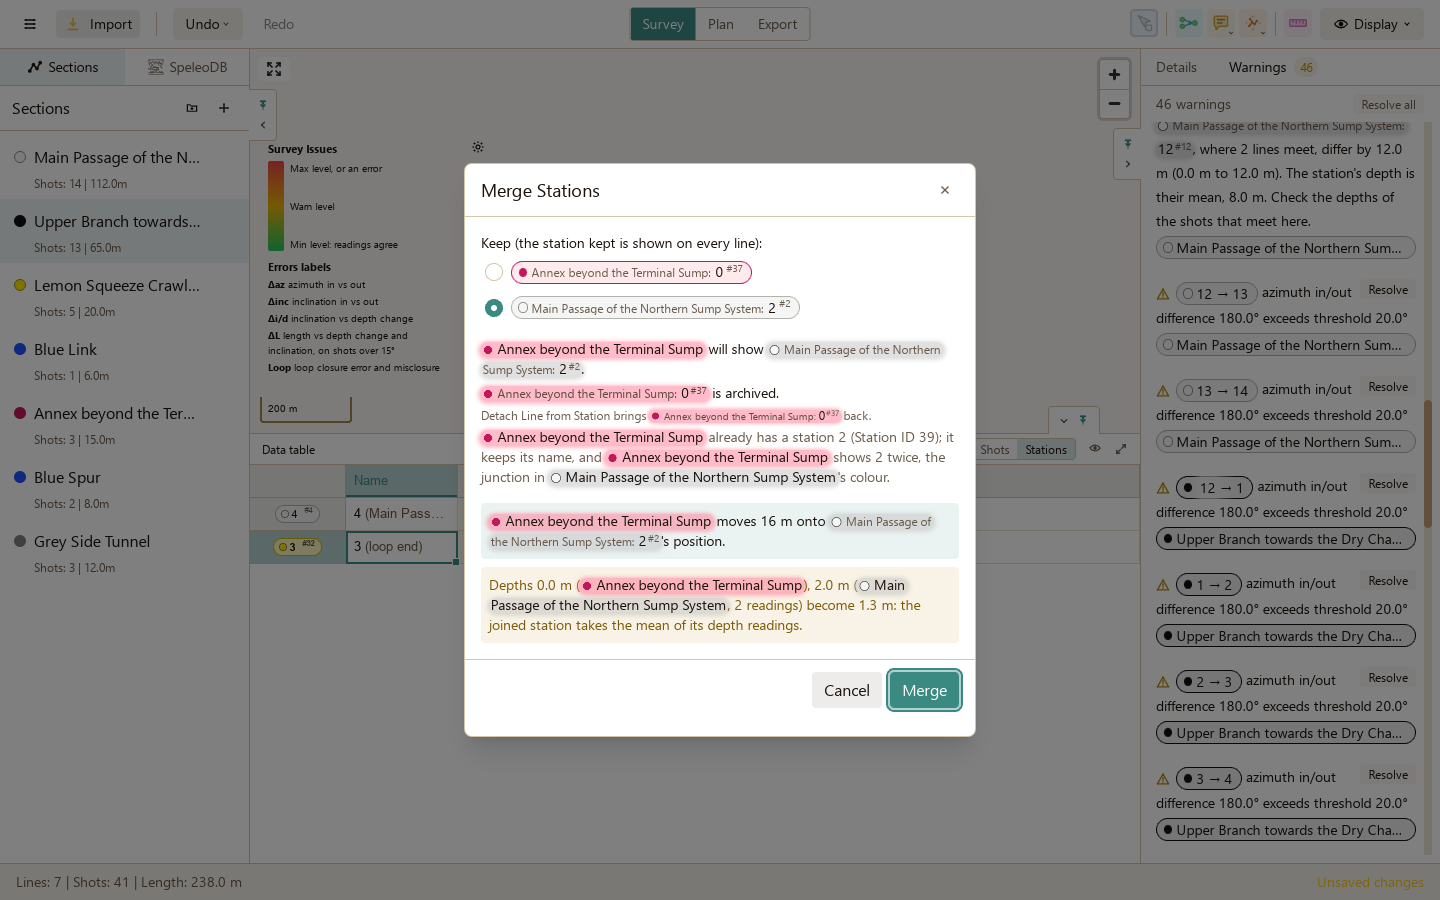 Import
Undo
Redo
Survey
Plan
Export
Display
Sections
SpeleoDB
Sections
Main Passage of the N...
Shots: 14 | 112.0m
Upper Branch towards...
Shots: 13 | 65.0m
Lemon Squeeze Crawl...
Shots: 5 | 20.0m
Blue Link
Shots: 1 | 6.0m
Annex beyond the Ter...
Shots: 3 | 15.0m
Blue Spur
Shots: 2 | 8.0m
Grey Side Tunnel
Shots: 3 | 12.0m
Survey Issues
Max level, or an error
Warn level
Min level: readings agree
Errors labels
Δaz azimuth in vs out
Δinc inclination in vs out
Δi/d inclination vs depth change
ΔL length vs depth change and
inclination, on shots over 15°
Loop loop closure error and misclosure
200 m
Data table
Shots
Stations
Name
4 #4
4 (Main Pass...
3 #32
3 (loop end)
Merge Stations
Keep (the station kept is shown on every line):
Annex beyond the Terminal Sump: 0 #37
Main Passage of the Northern Sump System: 2 #2
Annex beyond the Terminal Sump will show Main Passage of the Northern
Sump System: 2 #2.
Annex beyond the Terminal Sump: 0 #37 is archived.
Detach Line from Station brings Annex beyond the Terminal Sump: 0 #37 back.
Annex beyond the Terminal Sump already has a station 2 (Station ID 39); it
keeps its name, and Annex beyond the Terminal Sump shows 2 twice, the
junction in Main Passage of the Northern Sump System's colour.
Annex beyond the Terminal Sump moves 16 m onto Main Passage of
the Northern Sump System: 2 #2's position.
Depths 0.0 m (Annex beyond the Terminal Sump), 2.0 m (Main
Passage of the Northern Sump System, 2 readings) become 1.3 m: the
joined station takes the mean of its depth readings.
Cancel
Merge
Details
Warnings 46
46 warnings
Resolve all
Main Passage of the Northern Sump System:
12 #12, where 2 lines meet, differ by 12.0
m (0.0 m to 12.0 m). The station's depth is
their mean, 8.0 m. Check the depths of
the shots that meet here.
Main Passage of the Northern Sum...
12 → 13 azimuth in/out
Resolve
difference 180.0° exceeds threshold 20.0°
Main Passage of the Northern Sum...
13 → 14 azimuth in/out
Resolve
difference 180.0° exceeds threshold 20.0°
Main Passage of the Northern Sum...
12 → 1 azimuth in/out
Resolve
difference 180.0° exceeds threshold 20.0°
Upper Branch towards the Dry Cha...
1 → 2 azimuth in/out
Resolve
difference 180.0° exceeds threshold 20.0°
Upper Branch towards the Dry Cha...
2 → 3 azimuth in/out
Resolve
difference 180.0° exceeds threshold 20.0°
Upper Branch towards the Dry Cha...
3 → 4 azimuth in/out
Resolve
difference 180.0° exceeds threshold 20.0°
Upper Branch towards the Dry Cha...
Lines: 7 | Shots: 41 | Length: 238.0 m
Unsaved changes